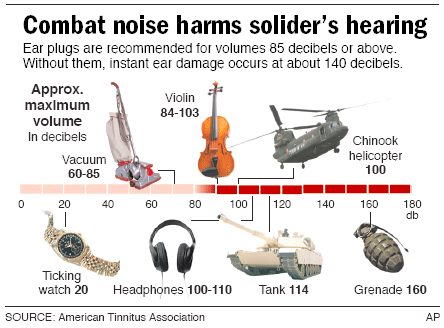 Combat noise harms solider's hearing
Ear plugs are recommended for volumes 85 decibels or above.
Without them, instant ear damage occurs at about 140 decibels.
Approx.
maximum
volume
In decibels
Vacuum
60-85
Violin
84-103
Chinook
helicopter
100
0 20 40 60 80 100 120 140 160 180
db
Ticking
watch 20
Headphones 100-110
Tank 114
Grenade 160
SOURCE: American Tinnitus Association
AP